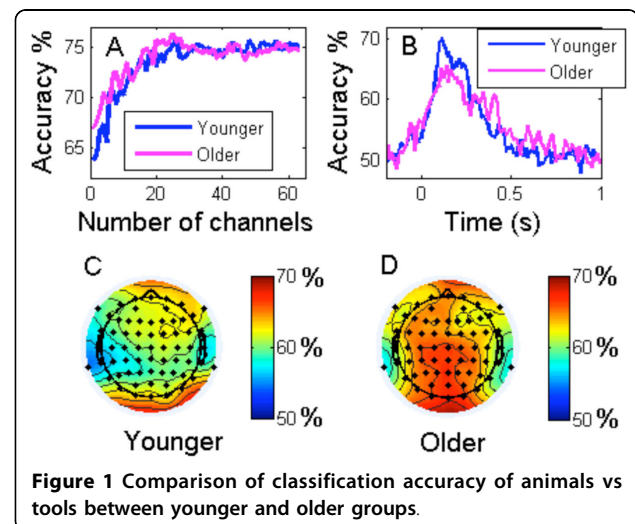 A
Accuracy %
75
70
65
Younger
Older
0 20 40 60
Number of channels
B
Accuracy %
70
60
50
Younger
Older
0 0.5 1
Time (s)
C
70 %
60 %
50 %
Younger
D
70 %
60 %
50 %
Older
Figure 1 Comparison of classification accuracy of animals vs
tools between younger and older groups.